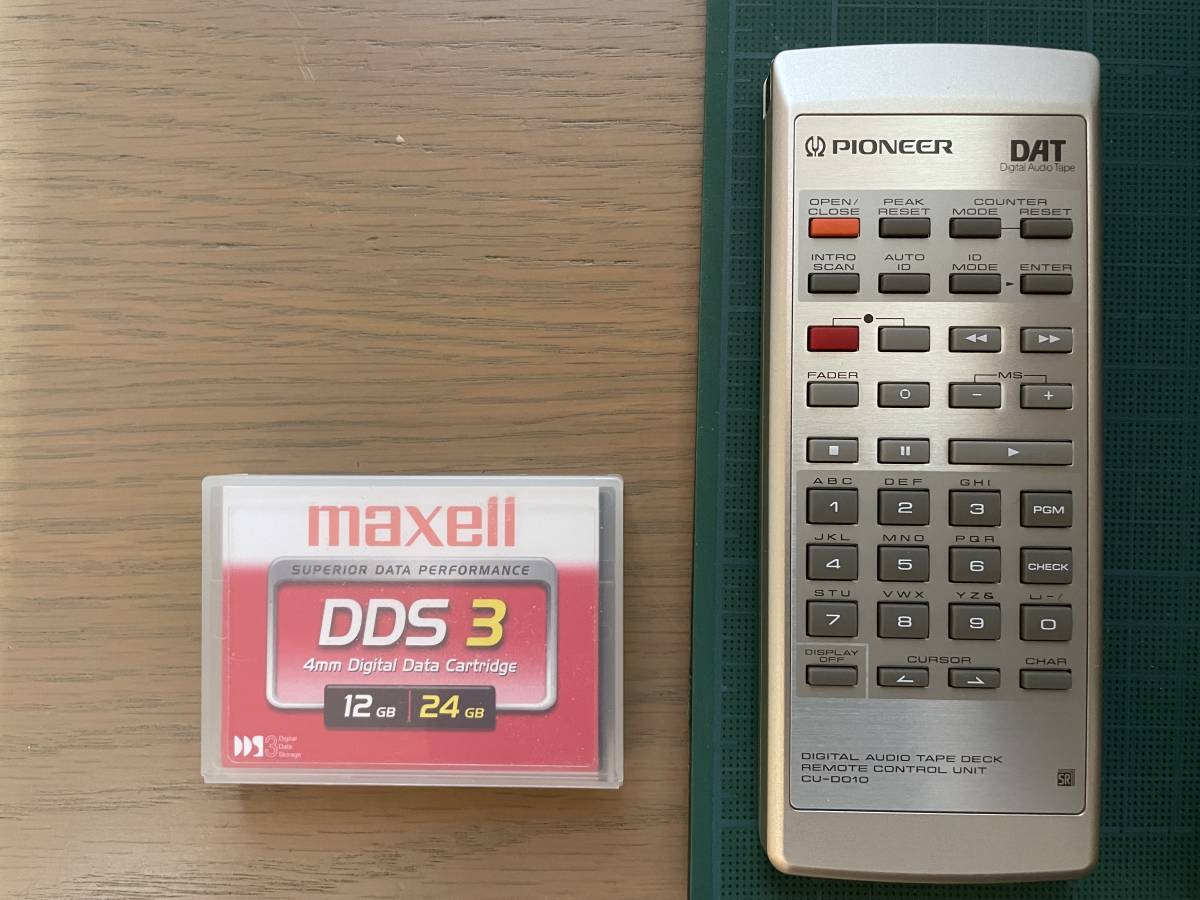 maxell
SUPERIOR DATA PERFORMANCE
DDS 3
4mm Digital Data Cartridge
12 GB 24 GB
DDS 3 Digital
Data
Storage
PIONEER DAT
Digital Audio Tape
OPEN/ PEAK COUNTER
CLOSE RESET MODE RESET
INTRO AUTO ID
SCAN ID MODE ENTER
FADER MS
− +
ABC DEF GHI
1 2 3 PGM
JKL MNO PQR
4 5 6 CHECK
STU VWX YZ& ⎵-/
7 8 9 0
DISPLAY
OFF CURSOR CHAR
DIGITAL AUDIO TAPE DECK
REMOTE CONTROL UNIT
CU-D010 SR